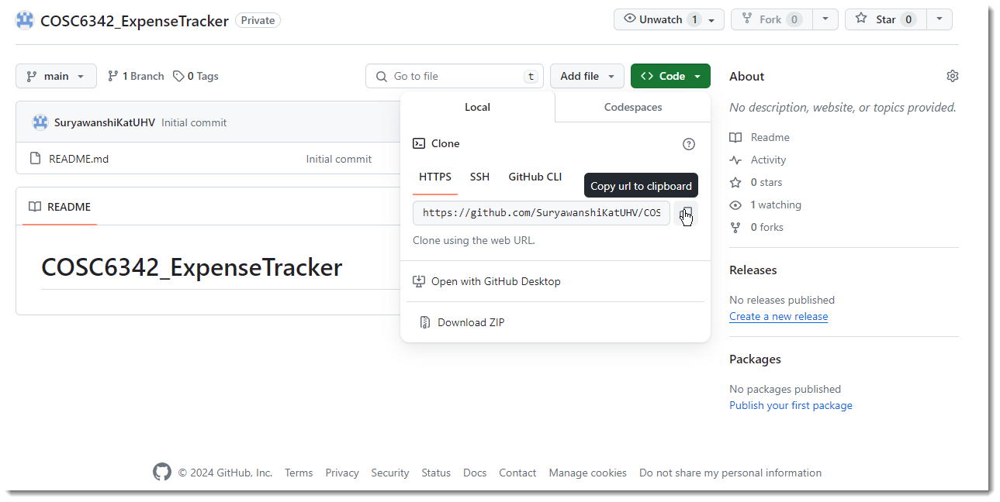 COSC6342_ExpenseTracker Private Unwatch 1 Fork 0 Star 0
main 1 Branch 0 Tags Go to file t Add file <> Code
SuryawanshiKatUHV Initial commit
README.md Initial commit
README
COSC6342_ExpenseTracker
Local Codespaces
Clone
HTTPS SSH GitHub CLI
Copy url to clipboard
https://github.com/SuryawanshiKatUHV/COS
Clone using the web URL.
Open with GitHub Desktop
Download ZIP
About
No description, website, or topics provided.
Readme
Activity
0 stars
1 watching
0 forks
Releases
No releases published
Create a new release
Packages
No packages published
Publish your first package
© 2024 GitHub, Inc. Terms Privacy Security Status Docs Contact Manage cookies Do not share my personal information